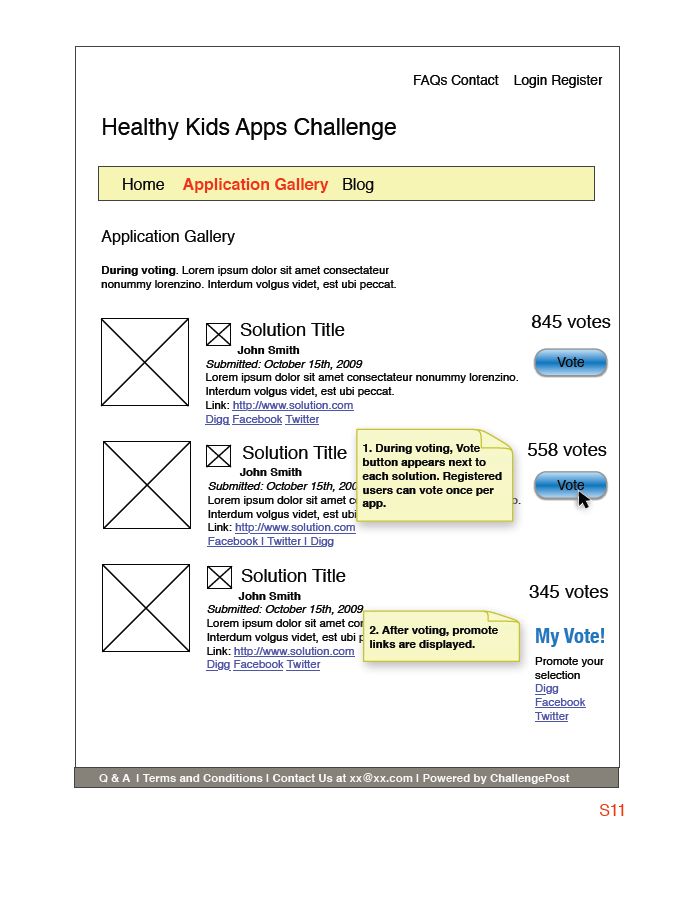 FAQs Contact Login Register
Healthy Kids Apps Challenge
Home Application Gallery Blog
Application Gallery
During voting. Lorem ipsum dolor sit amet consectateur
nonummy lorenzino. Interdum volgus videt, est ubi peccat.
845 votes
Vote
Solution Title
John Smith
Submitted: October 15th, 2009
Lorem ipsum dolor sit amet consectateur nonummy lorenzino.
Interdum volgus videt, est ubi peccat.
Link: http://www.solution.com
Digg Facebook Twitter
558 votes
Vote
Solution Title
John Smith
Submitted: October 15th, 200
Lorem ipsum dolor sit amet c o.
Interdum volgus videt, est ubi
Link: http://www.solution.com
Facebook I Twitter I Digg
1. During voting, Vote
button appears next to
each solution. Registered
users can vote once per
app.
345 votes
Solution Title
John Smith
Submitted: October 15th, 2009
Lorem ipsum dolor sit amet co
Interdum volgus videt, est ubi p
Link: http://www.solution.com
Digg Facebook Twitter
2. After voting, promote
links are displayed.
My Vote!
Promote your
selection
Digg
Facebook
Twitter
Q & A I Terms and Conditions I Contact Us at xx@xx.com I Powered by ChallengePost
S11